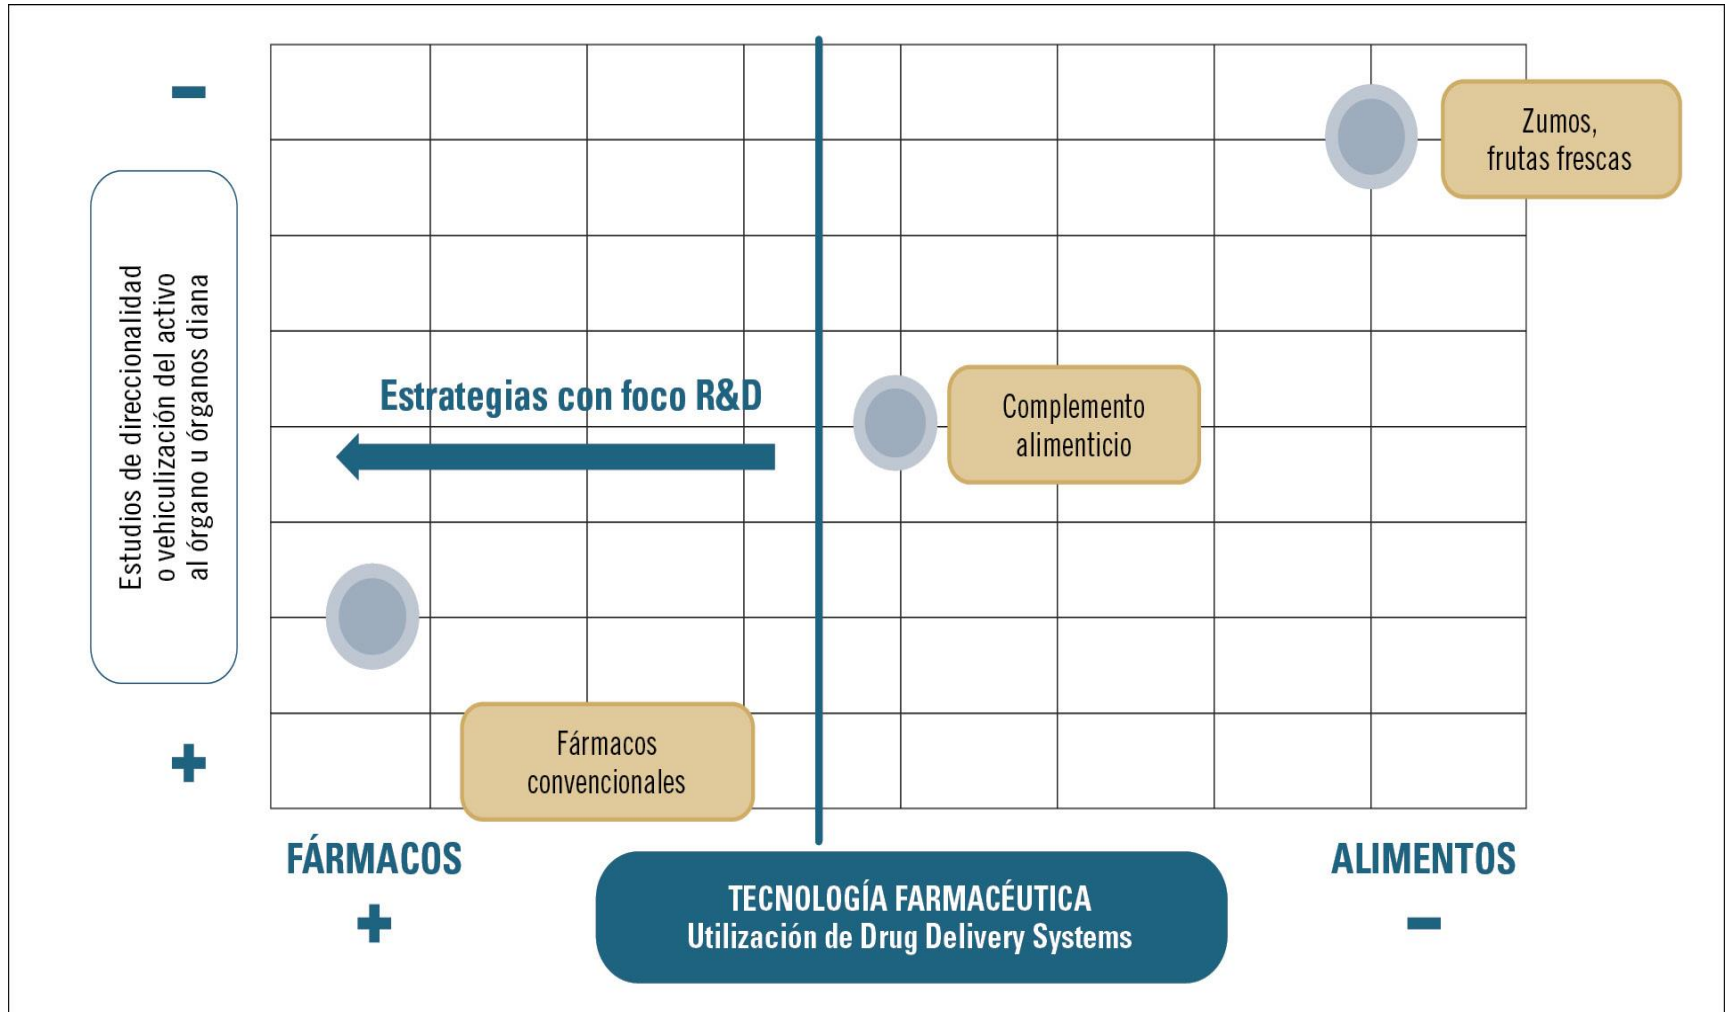 −
Estudios de direccionalidad
o vehiculización del activo
al órgano u órganos diana
+
Zumos,
frutas frescas
Estrategias con foco R&D
Complemento
alimenticio
Fármacos
convencionales
FÁRMACOS
+
TECNOLOGÍA FARMACÉUTICA
Utilización de Drug Delivery Systems
ALIMENTOS
−